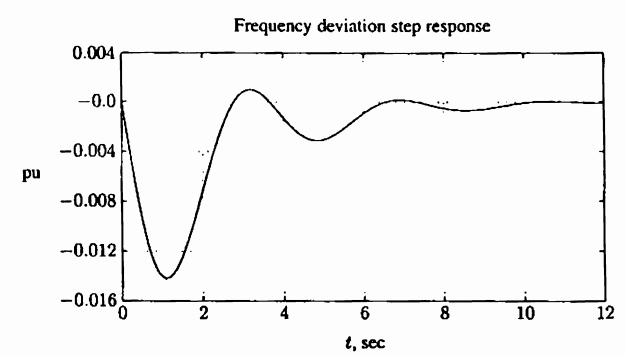 Frequency deviation step response
0.004
−0.0
−0.004
pu
−0.008
−0.012
−0.016
0 2 4 6 8 10 12
t, sec